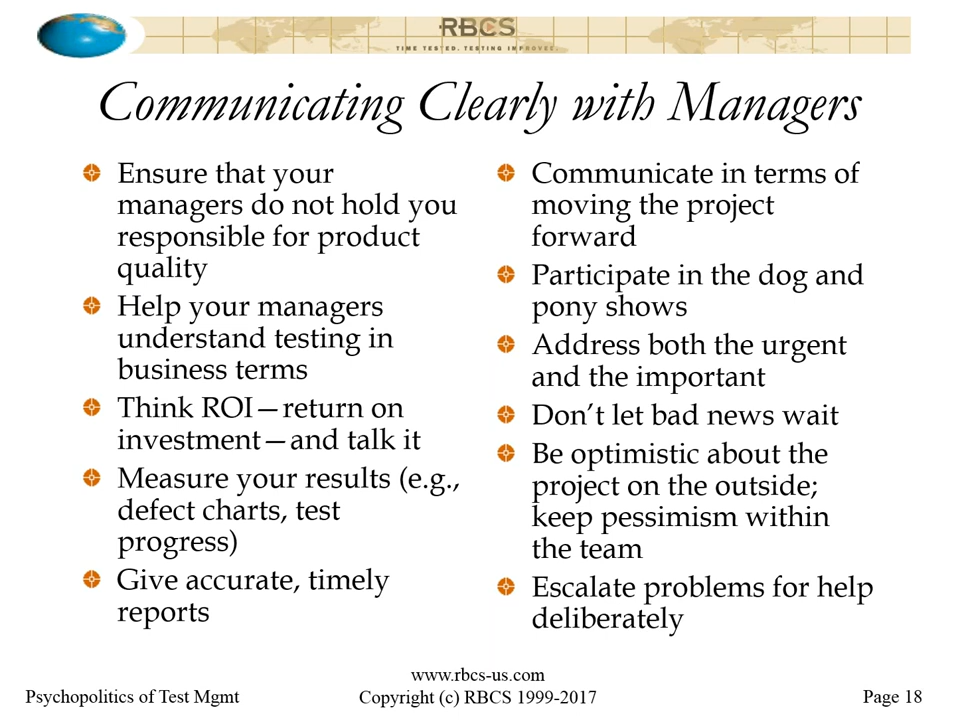 RBCS
TIME TESTED. TESTING IMPROVED.
Communicating Clearly with Managers
Ensure that your
managers do not hold you
responsible for product
quality
Help your managers
understand testing in
business terms
Think ROI—return on
investment—and talk it
Measure your results (e.g.,
defect charts, test
progress)
Give accurate, timely
reports
Communicate in terms of
moving the project
forward
Participate in the dog and
pony shows
Address both the urgent
and the important
Don’t let bad news wait
Be optimistic about the
project on the outside;
keep pessimism within
the team
Escalate problems for help
deliberately
www.rbcs-us.com
Psychopolitics of Test Mgmt
Copyright (c) RBCS 1999-2017
Page 18